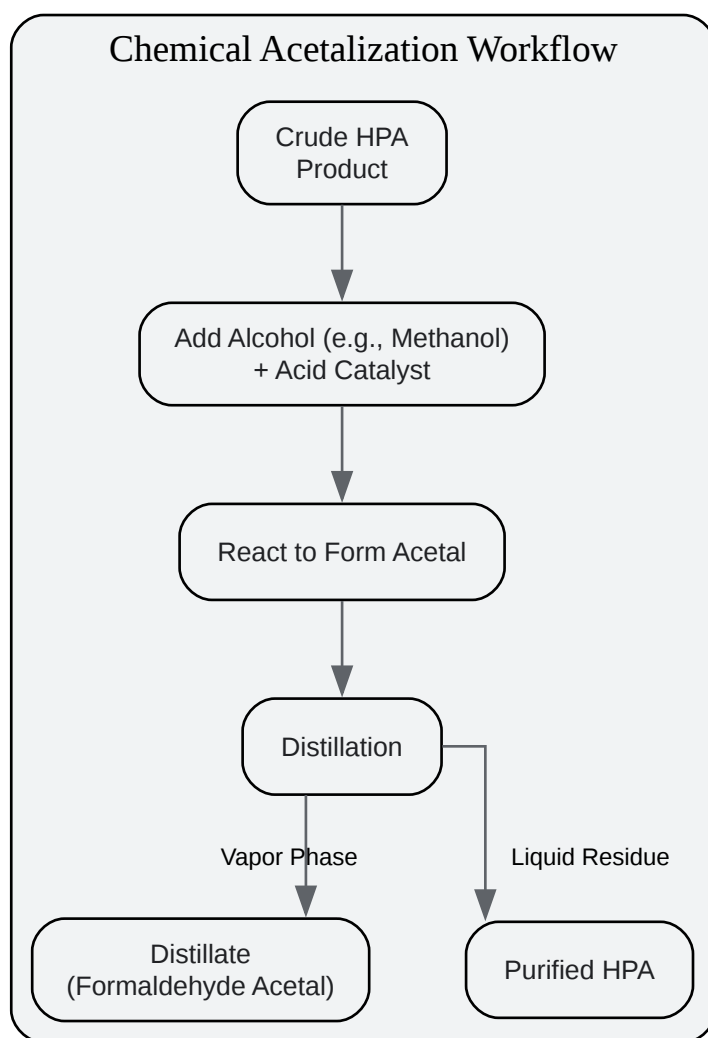 Chemical Acetalization Workflow
Crude HPA
Product
Add Alcohol (e.g., Methanol)
+ Acid Catalyst
React to Form Acetal
Distillation
Vapor Phase
Liquid Residue
Distillate
(Formaldehyde Acetal)
Purified HPA